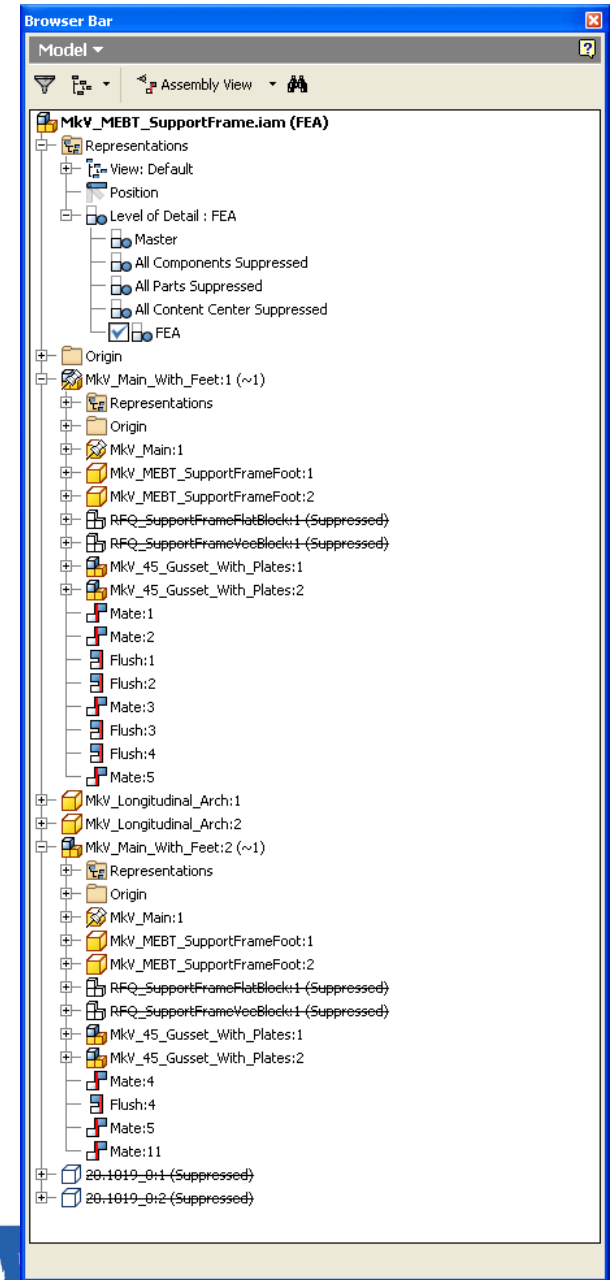 Browser Bar
Model
Assembly View
MkV_MEBT_SupportFrame.iam (FEA)
Representations
View: Default
Position
Level of Detail : FEA
Master
All Components Suppressed
All Parts Suppressed
All Content Center Suppressed
FEA
Origin
MkV_Main_With_Feet:1 (~1)
Representations
Origin
MkV_Main:1
MkV_MEBT_SupportFrameFoot:1
MkV_MEBT_SupportFrameFoot:2
RFQ_SupportFrameFlatBlock:1 (Suppressed)
RFQ_SupportFrameVeeBlock:1 (Suppressed)
MkV_45_Gusset_With_Plates:1
MkV_45_Gusset_With_Plates:2
Mate:1
Mate:2
Flush:1
Flush:2
Mate:3
Flush:3
Flush:4
Mate:5
MkV_Longitudinal_Arch:1
MkV_Longitudinal_Arch:2
MkV_Main_With_Feet:2 (~1)
Representations
Origin
MkV_Main:1
MkV_MEBT_SupportFrameFoot:1
MkV_MEBT_SupportFrameFoot:2
RFQ_SupportFrameFlatBlock:1 (Suppressed)
RFQ_SupportFrameVeeBlock:1 (Suppressed)
MkV_45_Gusset_With_Plates:1
MkV_45_Gusset_With_Plates:2
Mate:4
Flush:4
Mate:5
Mate:11
20.1019_0:1 (Suppressed)
20.1019_0:2 (Suppressed)